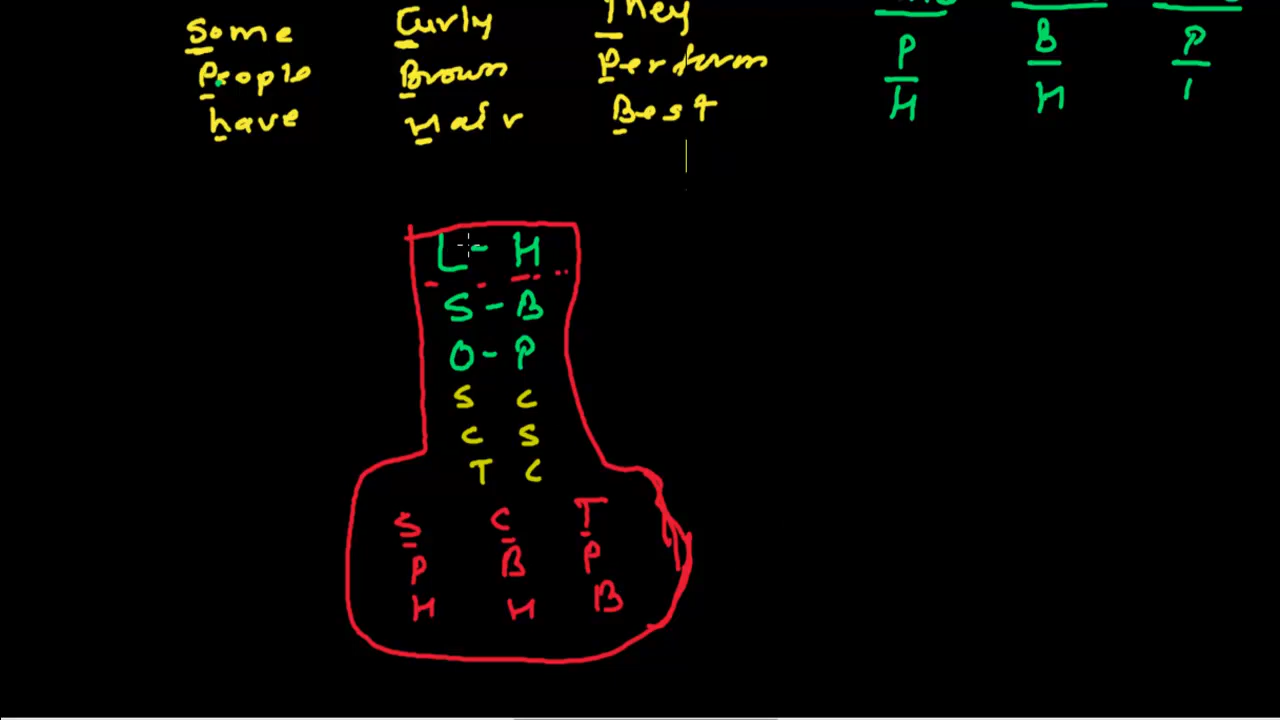 Some Curly They
People Brown Perform P B P
have Hair Best H H
L - H
S - B
O - P
S C
C S
T C
S C T
P B P
H H B